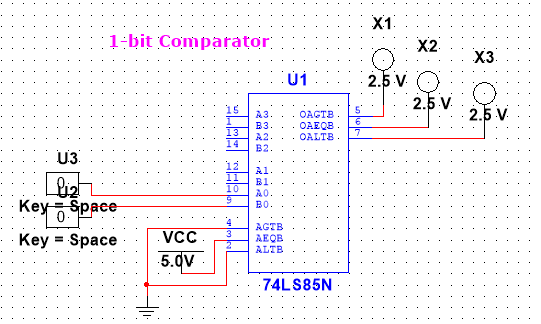 1-bit Comparator
X1
X2
X3
2.5 V
2.5 V
2.5 V
U1
15 A3 OAGTB 5
1 B3 OAEQB 6
13 A2 OALTB 7
14 B2
12 A1
11 B1
10 A0
9 B0
4 AGTB
3 AEQB
2 ALTB
74LS85N
U3
0
Key = Space
U2
0
Key = Space
VCC
5.0V